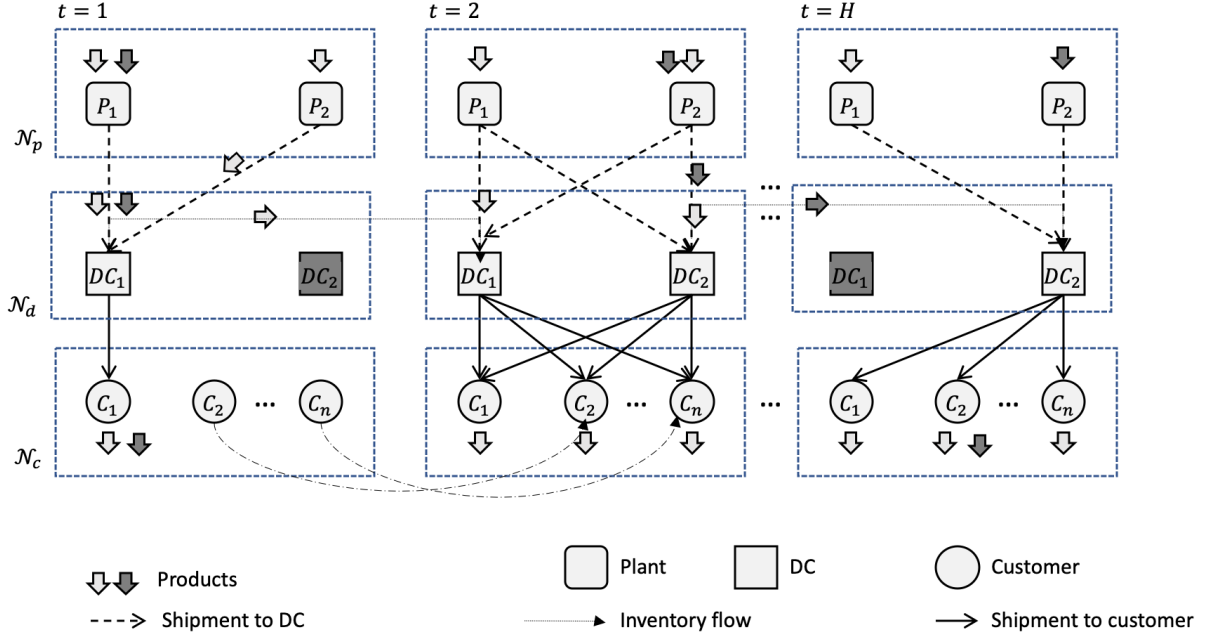 t = 1 t = 2 t = H
P₁ P₂ P₁ P₂ P₁ P₂
𝒩ₚ
... 
...
DC₁ DC₂ DC₁ DC₂ DC₁ DC₂
𝒩d
C₁ C₂ ... Cₙ C₁ C₂ ... Cₙ ... C₁ C₂ ... Cₙ
𝒩c
Products Plant DC Customer
Shipment to DC Inventory flow Shipment to customer